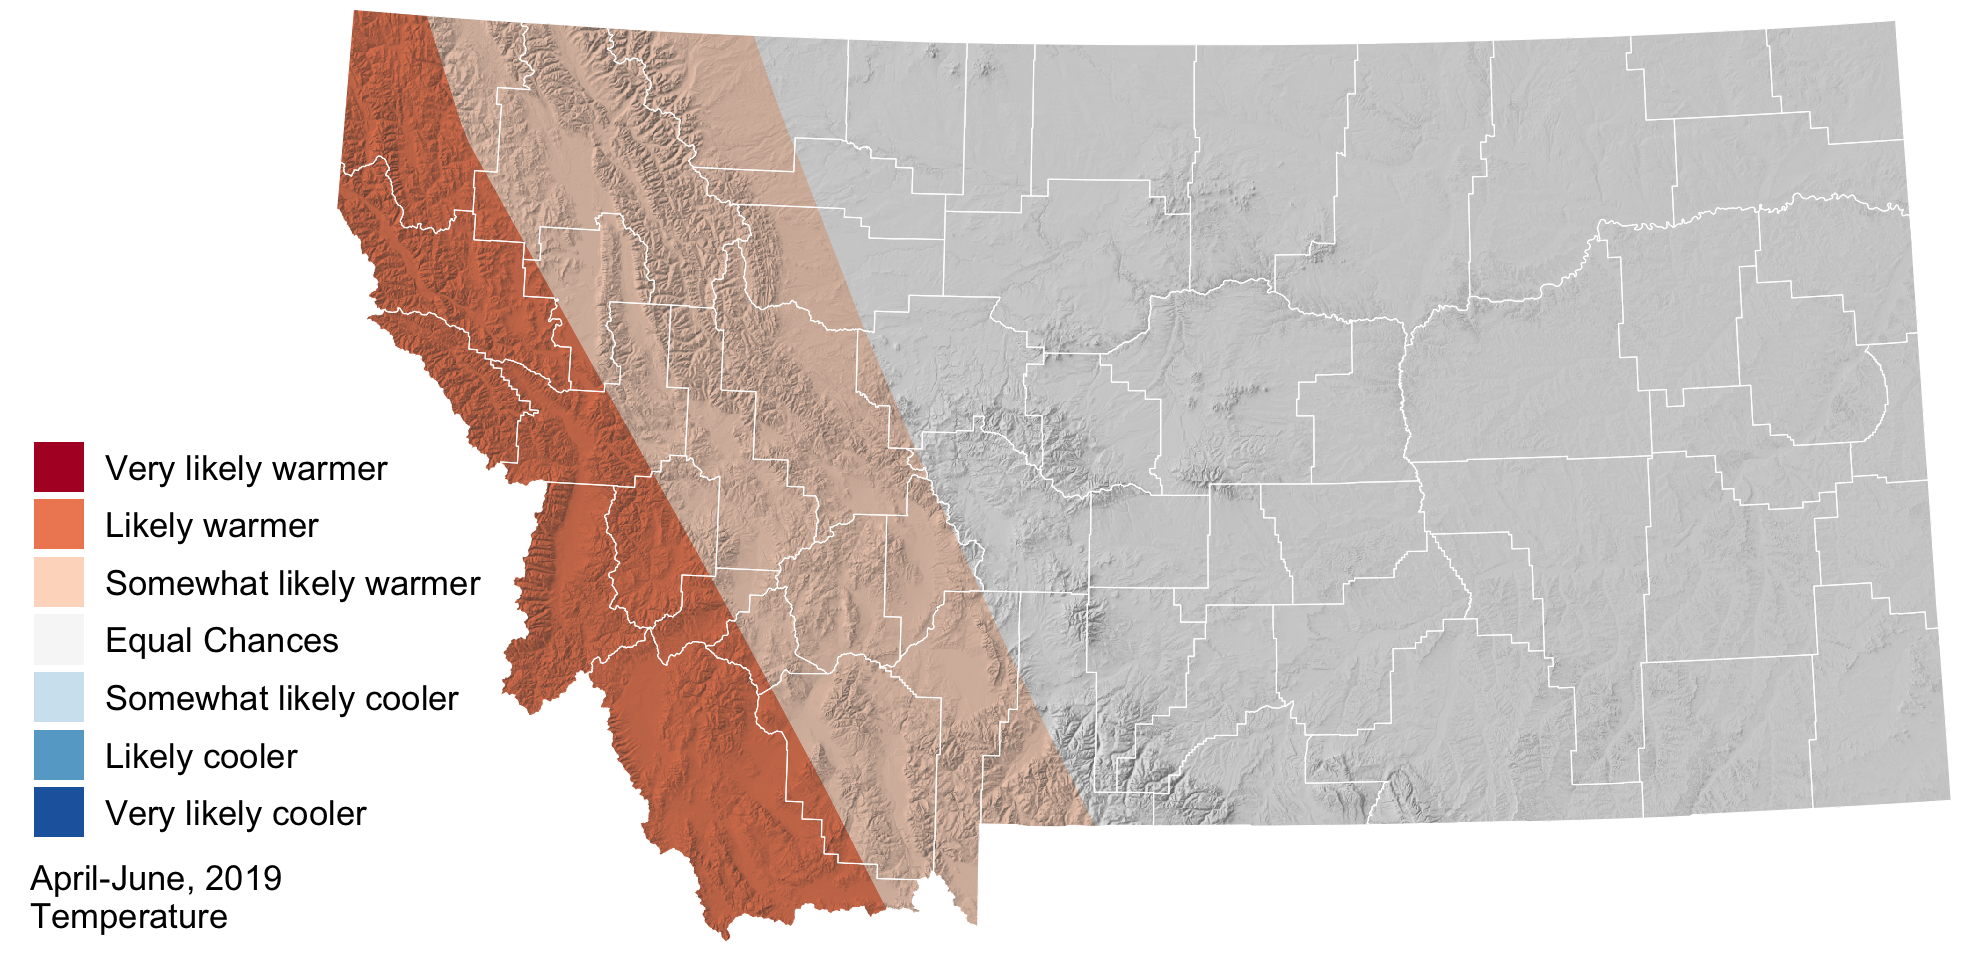 Very likely warmer
Likely warmer
Somewhat likely warmer
Equal Chances
Somewhat likely cooler
Likely cooler
Very likely cooler
April-June, 2019
Temperature